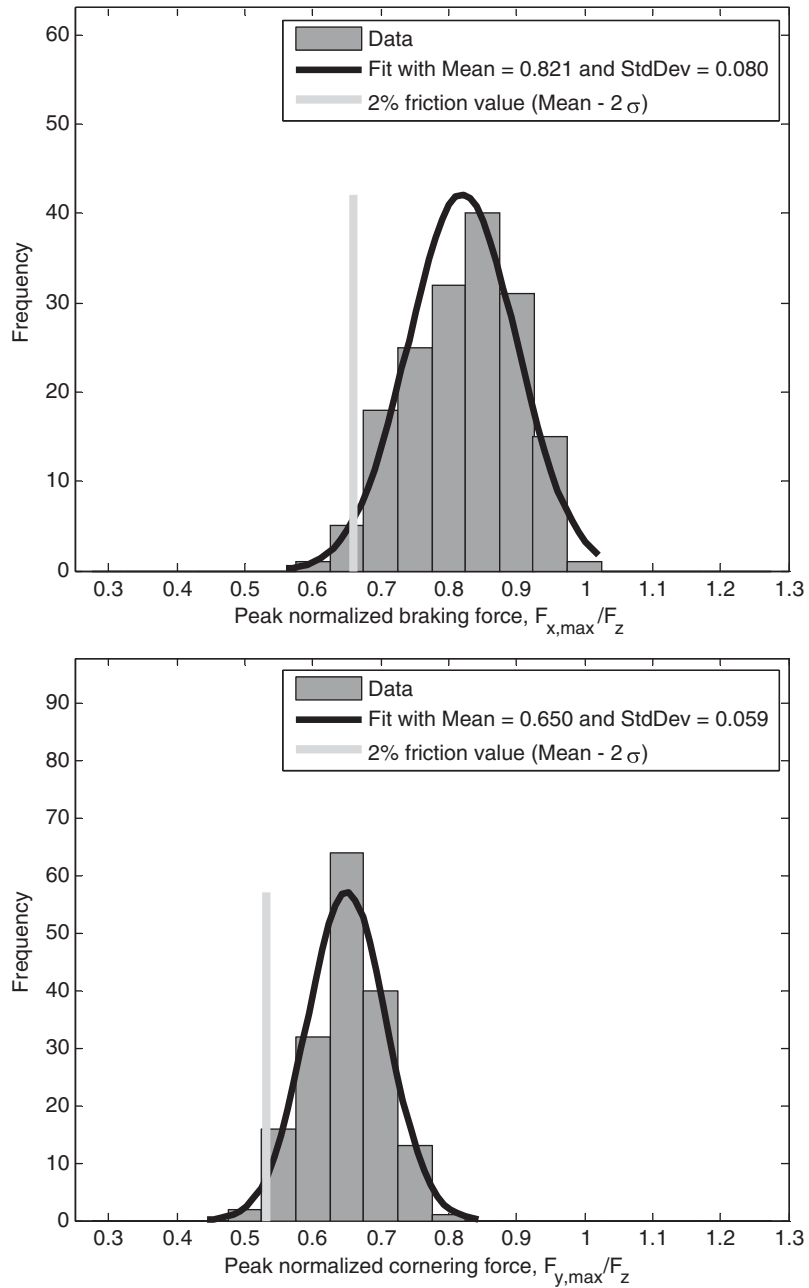 60
50
40
30
20
10
0
Frequency
Data
Fit with Mean = 0.821 and StdDev = 0.080
2% friction value (Mean - 2 σ)
0.3 0.4 0.5 0.6 0.7 0.8 0.9 1 1.1 1.2 1.3
Peak normalized braking force, F_x,max/F_z
90
80
70
60
50
40
30
20
10
0
Frequency
Data
Fit with Mean = 0.650 and StdDev = 0.059
2% friction value (Mean - 2 σ)
0.3 0.4 0.5 0.6 0.7 0.8 0.9 1 1.1 1.2 1.3
Peak normalized cornering force, F_y,max/F_z